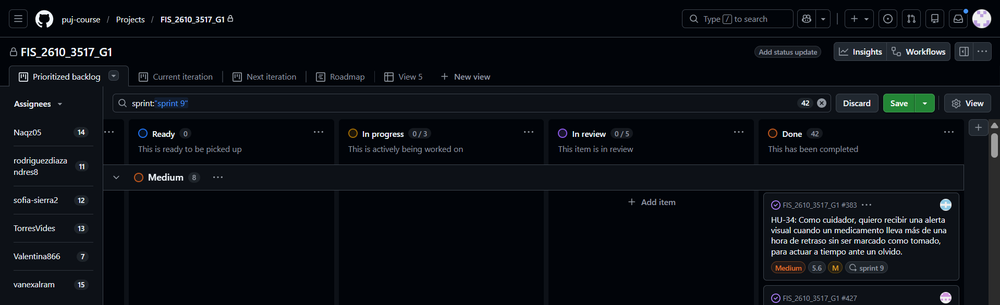 puj-course / Projects / FIS_2610_3517_G1
Type / to search
FIS_2610_3517_G1
Add status update
Insights
Workflows
Prioritized backlog
Current iteration
Next iteration
Roadmap
View 5
New view
Assignees
sprint:"sprint 9"
42
Discard
Save
View
Naqz05 14
rodriguezdiaza
ndres8 11
sofia-sierra2 12
TorresVides 13
Valentina866 7
vanexalram 15
Ready 0
This is ready to be picked up
In progress 0 / 3
This is actively being worked on
In review 0 / 5
This item is in review
Done 42
This has been completed
Medium 8
Add item
FIS_2610_3517_G1 #383
HU-34: Como cuidador, quiero recibir una alerta
visual cuando un medicamento lleva más de una
hora de retraso sin ser marcado como tomado,
para actuar a tiempo ante un olvido.
Medium 5.6 M sprint 9
FIS_2610_3517_G1 #427